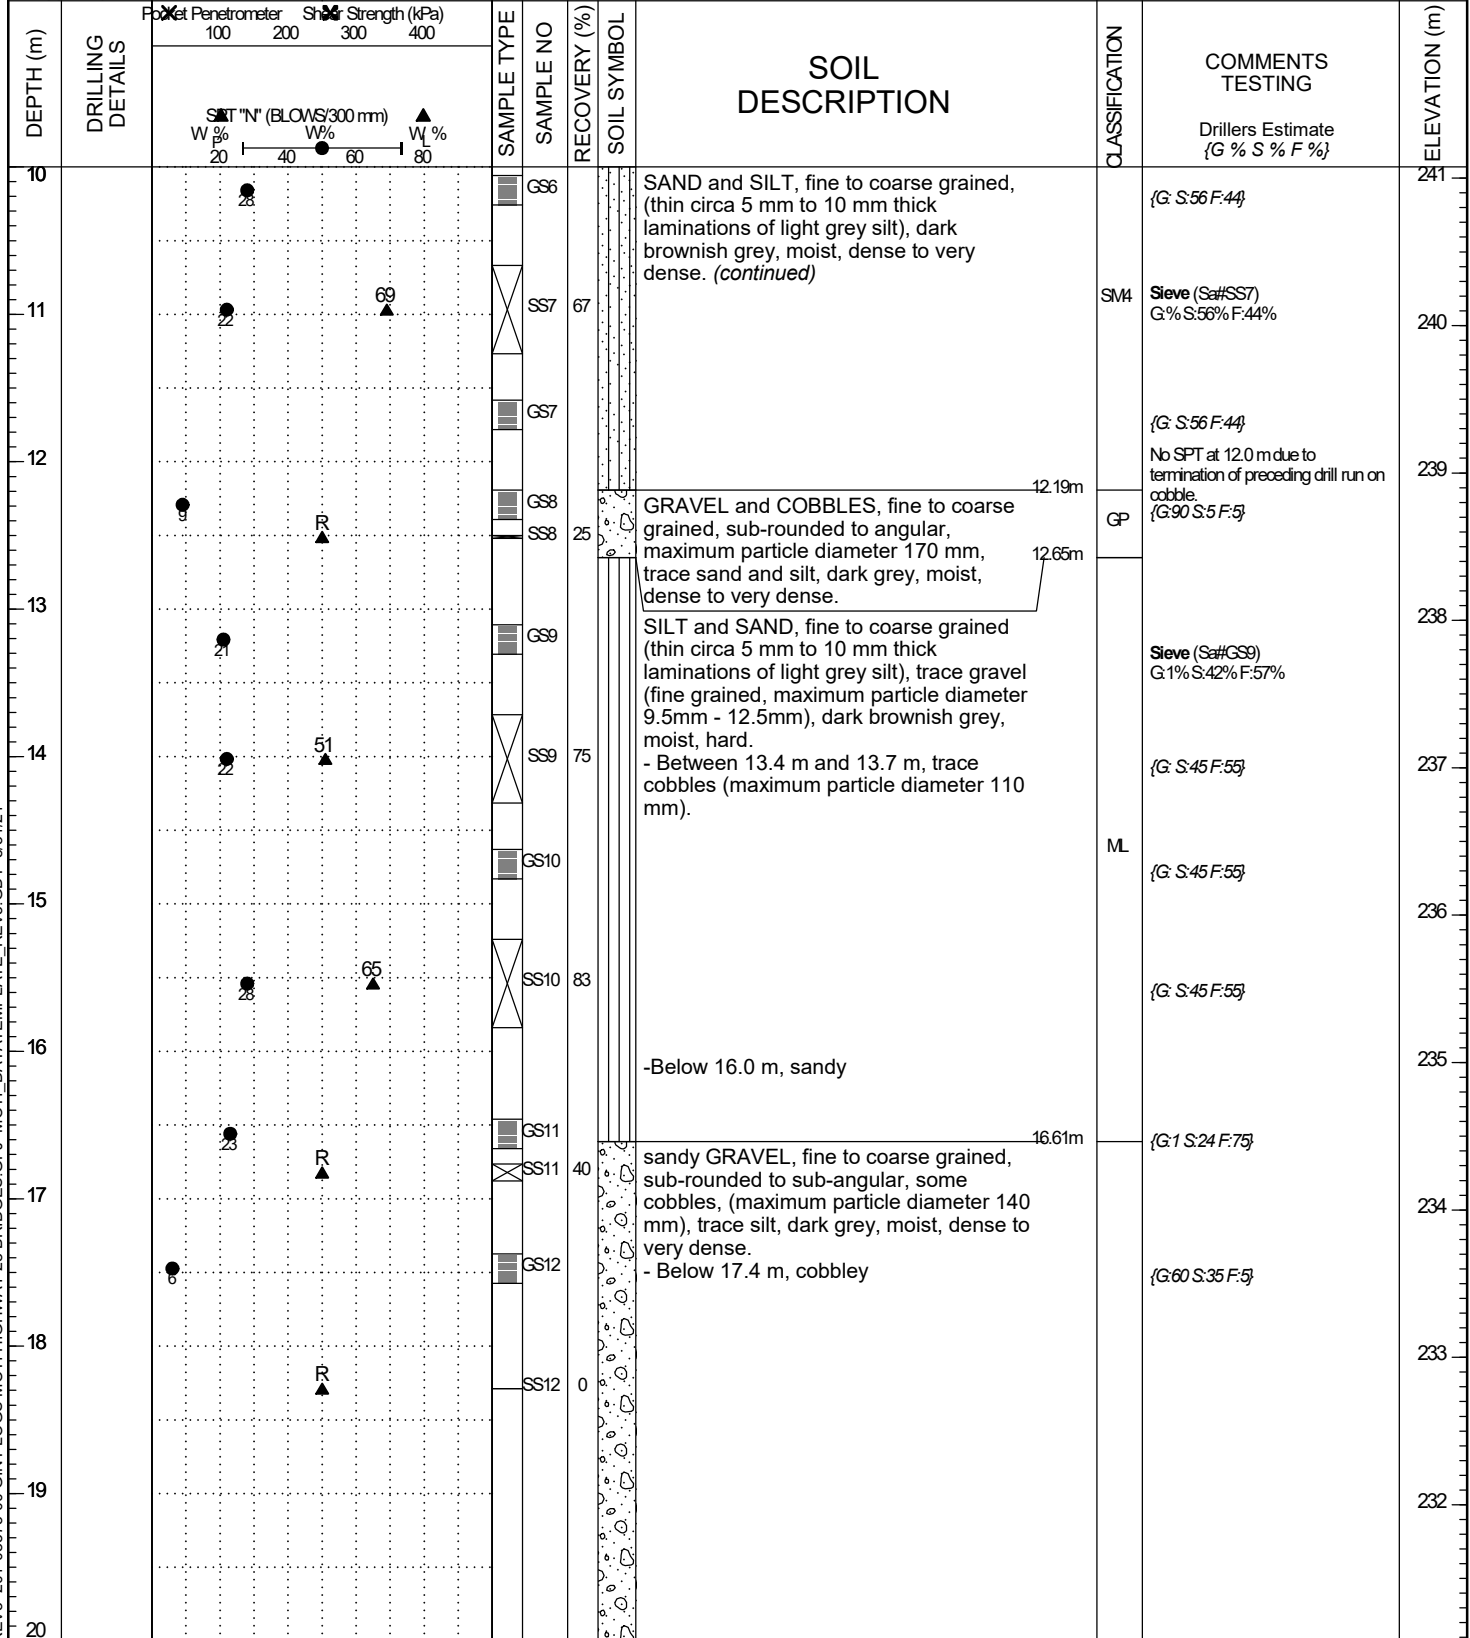 DEPTH (m)
DRILLING
DETAILS
Pocket Penetrometer Shear Strength (kPa)
100 200 300 400
SPT "N" (BLOWS/300 mm)
W % W% W %
P L
20 40 60 80
SAMPLE TYPE
SAMPLE NO
RECOVERY (%)
SOIL SYMBOL
SOIL
DESCRIPTION
CLASSIFICATION
COMMENTS
TESTING
Drillers Estimate
{G % S % F %}
ELEVATION (m)
10
28
GS6
SAND and SILT, fine to coarse grained,
(thin circa 5 mm to 10 mm thick
laminations of light grey silt), dark
brownish grey, moist, dense to very
dense. (continued)
241
{G: S:56 F:44}
SM4
11
22
69
SS7 67
Sieve (Sa#SS7)
G:% S:56% F:44%
240
GS7
{G: S:56 F:44}
12
No SPT at 12.0 m due to
termination of preceding drill run on
cobble.
239
12.19m
9
GS8
R
SS8 25
GRAVEL and COBBLES, fine to coarse
grained, sub-rounded to angular,
maximum particle diameter 170 mm,
trace sand and silt, dark grey, moist,
dense to very dense.
GP
{G:90 S:5 F:5}
12.65m
13
238
21
GS9
SILT and SAND, fine to coarse grained
(thin circa 5 mm to 10 mm thick
laminations of light grey silt), trace gravel
(fine grained, maximum particle diameter
9.5mm - 12.5mm), dark brownish grey,
moist, hard.
- Between 13.4 m and 13.7 m, trace
cobbles (maximum particle diameter 110
mm).
Sieve (Sa#GS9)
G:1% S:42% F:57%
14
22
51
SS9 75
{G: S:45 F:55}
237
ML
GS10
{G: S:45 F:55}
15
236
28
65
SS10 83
{G: S:45 F:55}
16
-Below 16.0 m, sandy
235
23
GS11
16.61m
{G:1 S:24 F:75}
R
SS11 40
sandy GRAVEL, fine to coarse grained,
sub-rounded to sub-angular, some
cobbles, (maximum particle diameter 140
mm), trace silt, dark grey, moist, dense to
very dense.
- Below 17.4 m, cobbley
17
234
6
GS12
{G:60 S:35 F:5}
18
233
R
SS12 0
19
232
20